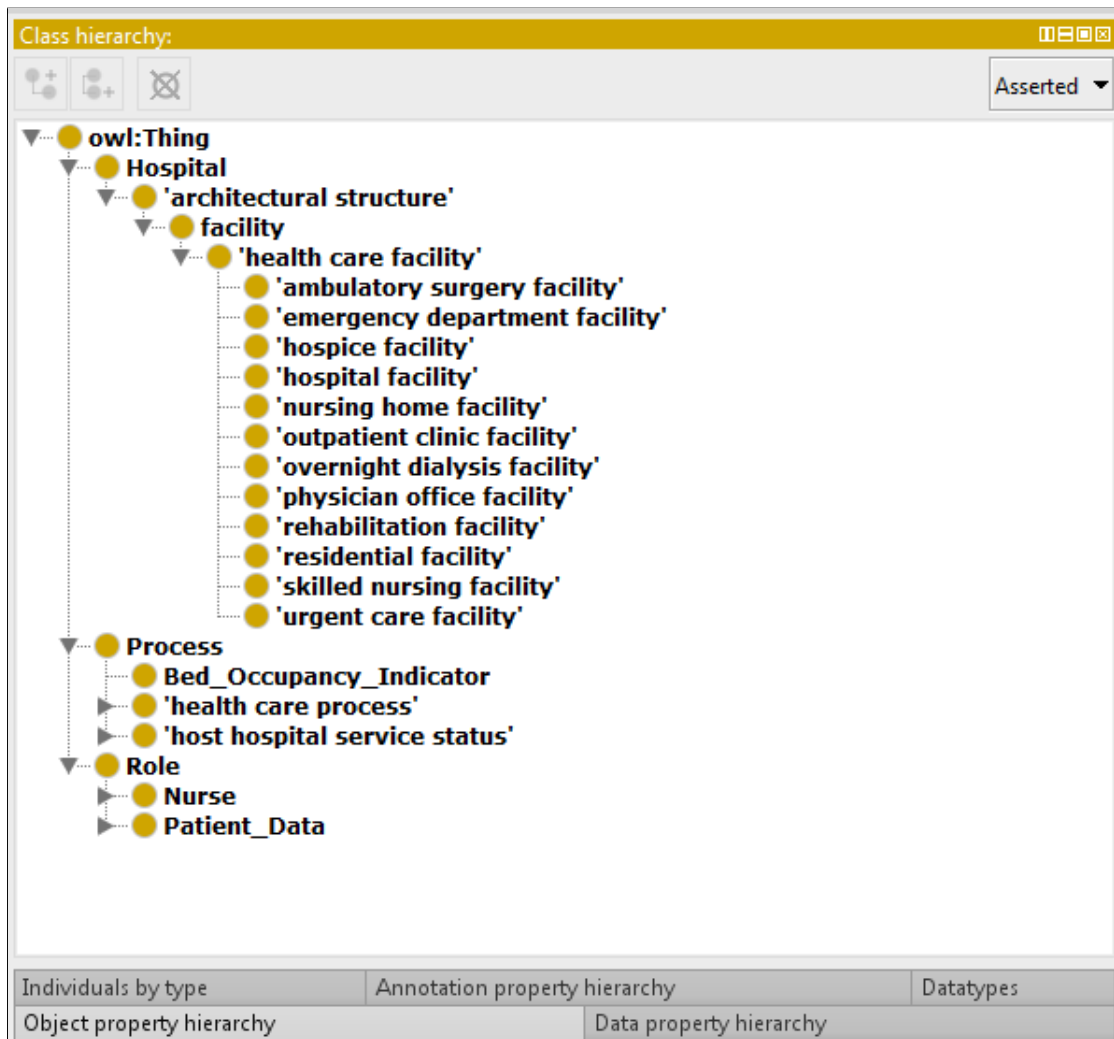 Class hierarchy:
Asserted
owl:Thing
Hospital
'architectural structure'
facility
'health care facility'
'ambulatory surgery facility'
'emergency department facility'
'hospice facility'
'hospital facility'
'nursing home facility'
'outpatient clinic facility'
'overnight dialysis facility'
'physician office facility'
'rehabilitation facility'
'residential facility'
'skilled nursing facility'
'urgent care facility'
Process
Bed_Occupancy_Indicator
'health care process'
'host hospital service status'
Role
Nurse
Patient_Data
Individuals by type Annotation property hierarchy Datatypes
Object property hierarchy Data property hierarchy